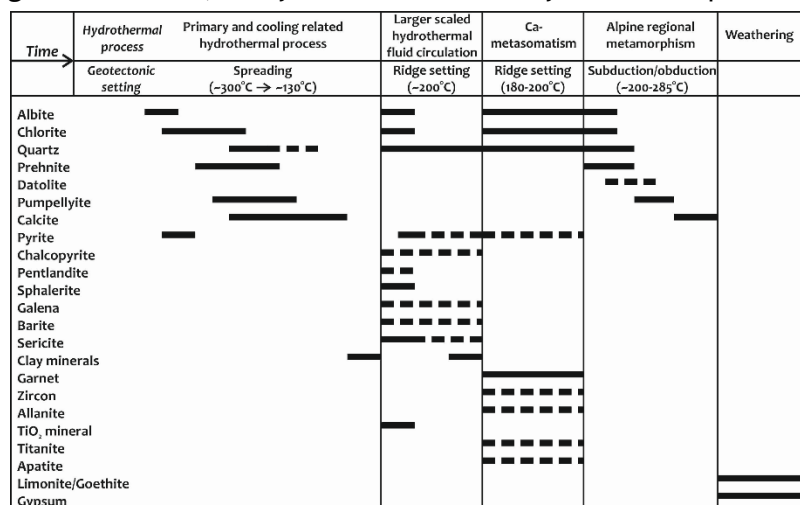 Time
Hydrothermal process
Primary and cooling related hydrothermal process
Larger scaled hydrothermal fluid circulation
Ca-metasomatism
Alpine regional metamorphism
Weathering
Geotectonic setting
Spreading (~300°C → ~130°C)
Ridge setting (~200°C)
Ridge setting (180-200°C)
Subduction/obduction (~200-285°C)
Albite
Chlorite
Quartz
Prehnite
Datolite
Pumpellyite
Calcite
Pyrite
Chalcopyrite
Pentlandite
Sphalerite
Galena
Barite
Sericite
Clay minerals
Garnet
Zircon
Allanite
TiO₂ mineral
Titanite
Apatite
Limonite/Goethite
Gypsum